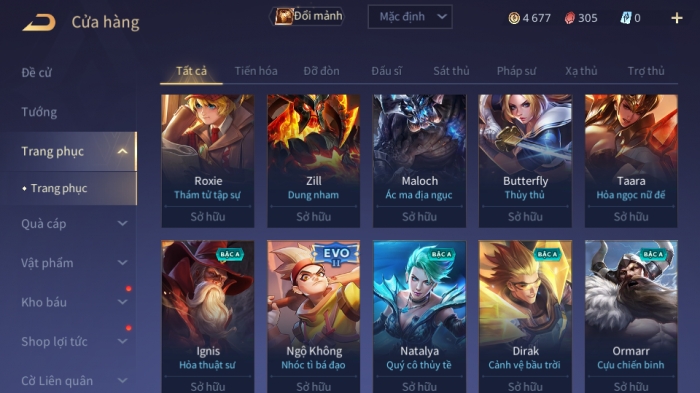 Cửa hàng
Đổi mảnh
Mặc định
4 677
305
0
Đề cử
Tướng
Trang phục
Trang phục
Quà cáp
Vật phẩm
Kho báu
Shop lợi tức
Cờ Liên quân
Tất cả Tiến hóa Đỡ đòn Đấu sĩ Sát thủ Pháp sư Xạ thủ Trợ thủ
Roxie Zill Maloch Butterfly Taara
Thám tử tập sự Dung nham Ác ma địa ngục Thủy thủ Hỏa ngọc nữ đế
Sở hữu Sở hữu Sở hữu Sở hữu Sở hữu
BẬC A EVO II BẬC A BẬC A BẬC A
Ignis Ngộ Không Natalya Dirak Ormarr
Hỏa thuật sư Nhóc tì bá đạo Quý cô thủy tề Cảnh vệ bầu trời Cựu chiến binh
Sở hữu Sở hữu Sở hữu Sở hữu Sở hữu